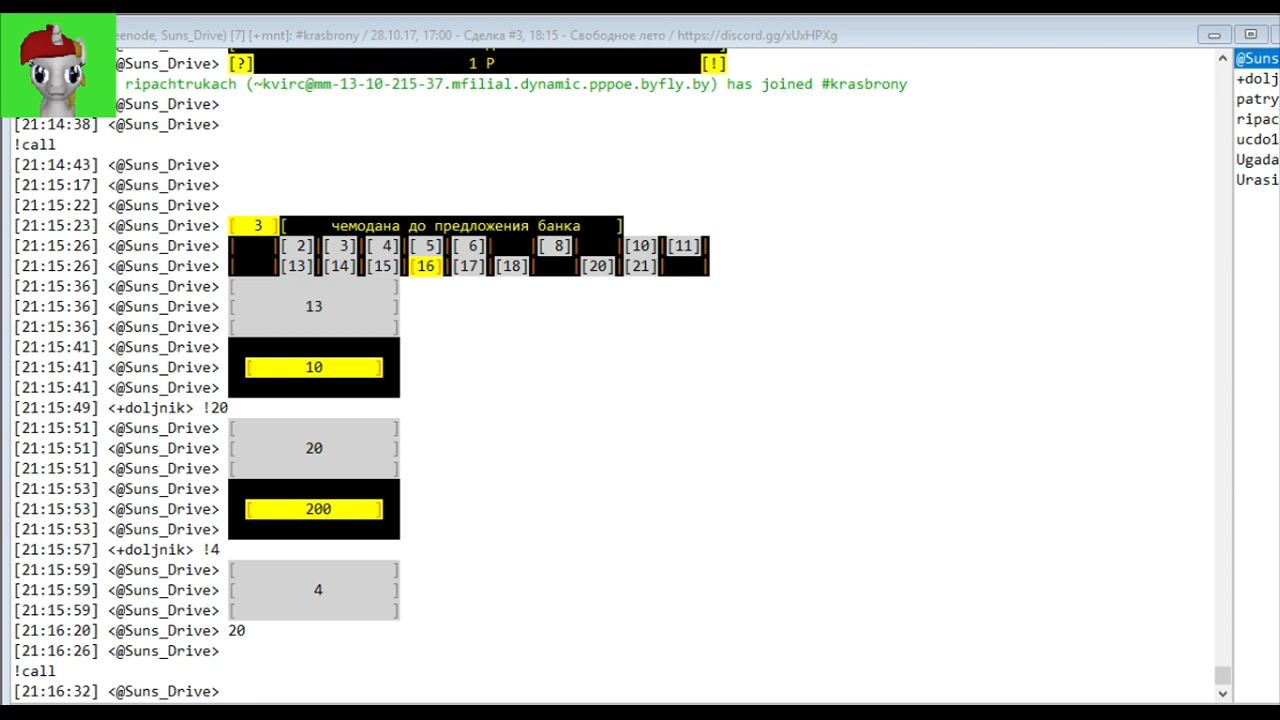 eenode, Suns_Drive) [7] [+mnt]: #krasbrony / 28.10.17, 17:00 - Сделка #3, 18:15 - Свободное лето / https://discord.gg/xUxHPXg
<@Suns_Drive> [?] 1 Р [!]
ripachtrukach (~kvirc@mm-13-10-215-37.mfilial.dynamic.pppoe.byfly.by) has joined #krasbrony
<@Suns_Drive>
[21:14:38] <@Suns_Drive>
!call
[21:14:43] <@Suns_Drive>
[21:15:17] <@Suns_Drive>
[21:15:22] <@Suns_Drive>
[21:15:23] <@Suns_Drive> [ 3 ][ чемодана до предложения банка ]
[21:15:26] <@Suns_Drive> | |[ 2]|[ 3]|[ 4]|[ 5]|[ 6]| |[ 8]| |[10]|[11]|
[21:15:26] <@Suns_Drive> | |[13]|[14]|[15]|[16]|[17]|[18]| |[20]|[21]| |
[21:15:36] <@Suns_Drive> [ ]
[21:15:36] <@Suns_Drive> [ 13 ]
[21:15:36] <@Suns_Drive> [ ]
[21:15:41] <@Suns_Drive>
[21:15:41] <@Suns_Drive> [ 10 ]
[21:15:41] <@Suns_Drive>
[21:15:49] <+doljnik> !20
[21:15:51] <@Suns_Drive> [ ]
[21:15:51] <@Suns_Drive> [ 20 ]
[21:15:51] <@Suns_Drive> [ ]
[21:15:53] <@Suns_Drive>
[21:15:53] <@Suns_Drive> [ 200 ]
[21:15:53] <@Suns_Drive>
[21:15:57] <+doljnik> !4
[21:15:59] <@Suns_Drive> [ ]
[21:15:59] <@Suns_Drive> [ 4 ]
[21:15:59] <@Suns_Drive> [ ]
[21:16:20] <@Suns_Drive> 20
[21:16:26] <@Suns_Drive>
!call
[21:16:32] <@Suns_Drive>
@Suns
+dolj
patry
ripac
ucdo1
Ugada
Urasi